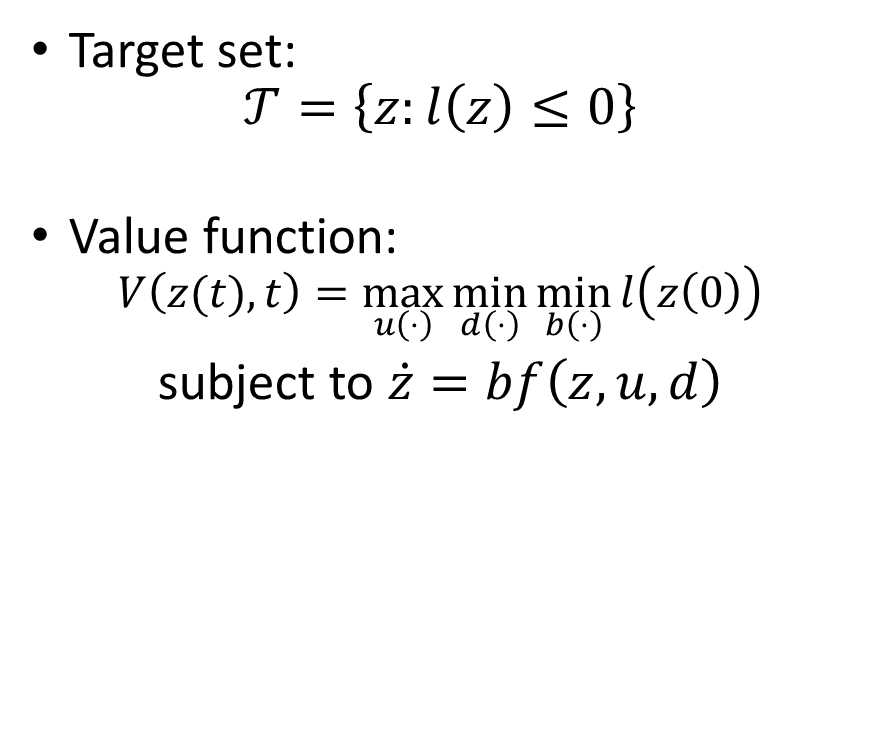 • Target set:
𝒯 = {z: l(z) ≤ 0}
• Value function:
V(z(t), t) = max min min l(z(0))
u(·) d(·) b(·)
subject to ż = bf(z, u, d)